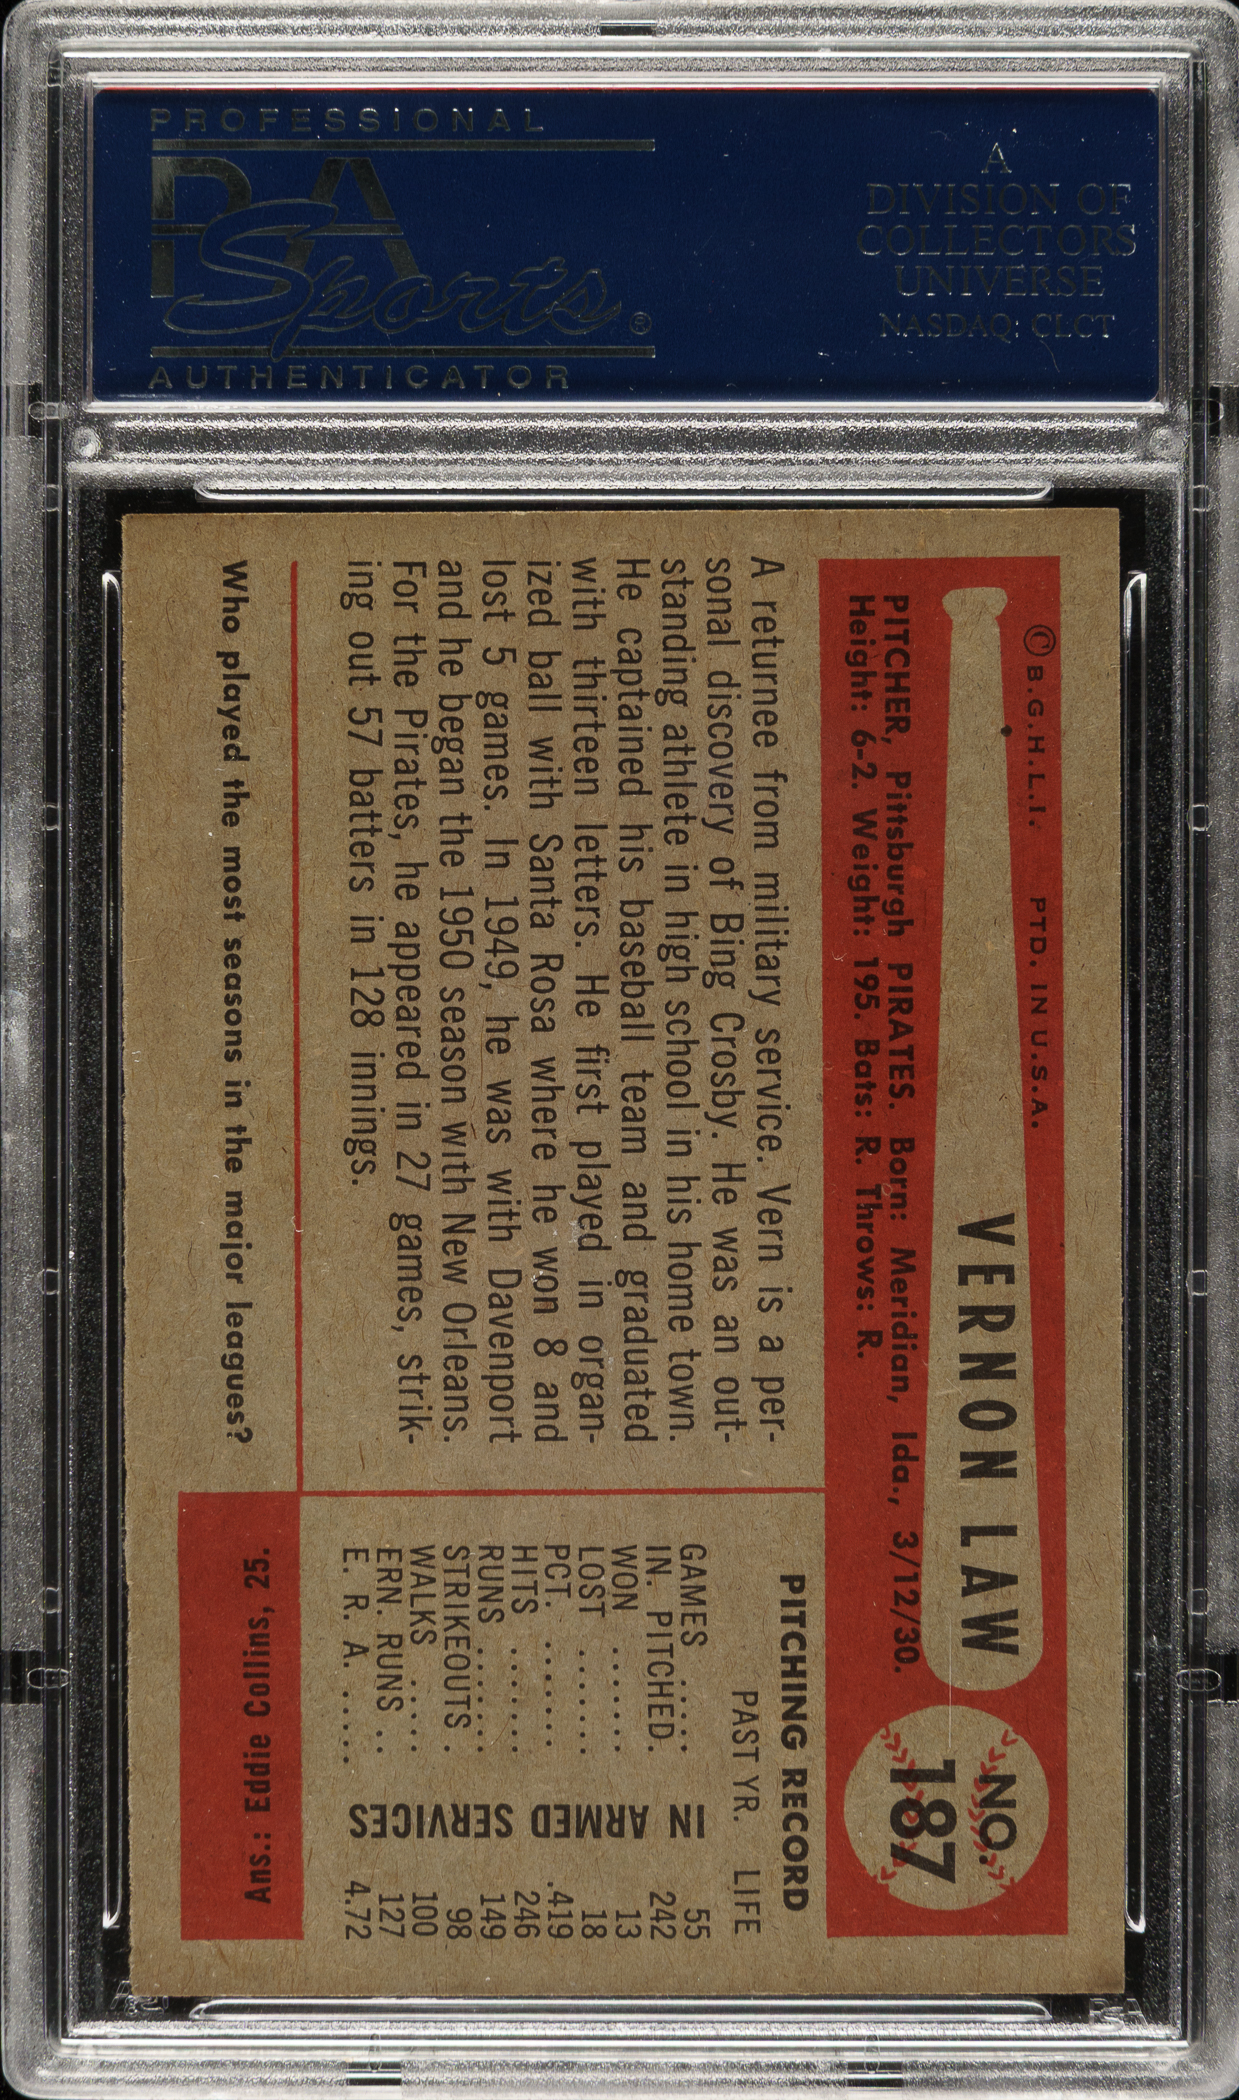 PROFESSIONAL
PSA
Sports®
AUTHENTICATOR
A
DIVISION OF
COLLECTORS
UNIVERSE
NASDAQ: CLCT
© B.G.H.L.I. PTD. IN U.S.A.
VERNON LAW
NO.
187
PITCHER, Pittsburgh PIRATES. Born: Meridian, Ida., 3/12/30.
Height: 6-2. Weight: 195. Bats: R. Throws: R.
A returnee from military service. Vern is a per-
sonal discovery of Bing Crosby. He was an out-
standing athlete in high school in his home town.
He captained his baseball team and graduated
with thirteen letters. He first played in organ-
ized ball with Santa Rosa where he won 8 and
lost 5 games. In 1949, he was with Davenport
and he began the 1950 season with New Orleans.
For the Pirates, he appeared in 27 games, strik-
ing out 57 batters in 128 innings.
PITCHING RECORD
PAST YR. LIFE
GAMES ..... 55
IN. PITCHED. 242
WON ....... 13
LOST ...... 18
PCT. ....... .419
HITS ....... 246
RUNS ....... 149
STRIKEOUTS . 98
WALKS ..... 100
ERN. RUNS .. 127
E. R. A. ..... 4.72
IN ARMED SERVICES
Who played the most seasons in the major leagues?
Ans.: Eddie Collins, 25.
PSA